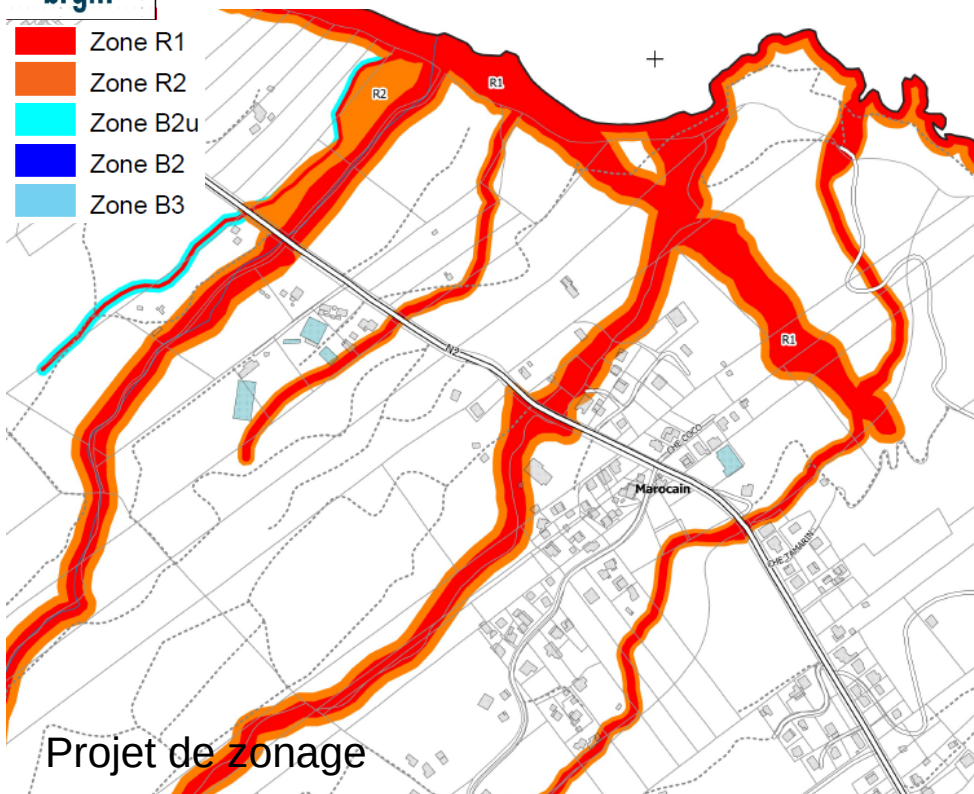 brgm
Zone R1
Zone R2
Zone B2u
Zone B2
Zone B3
R2
R1
N2
R1
CHE COCO
Marocain
CHE TAMARIN
Projet de zonage